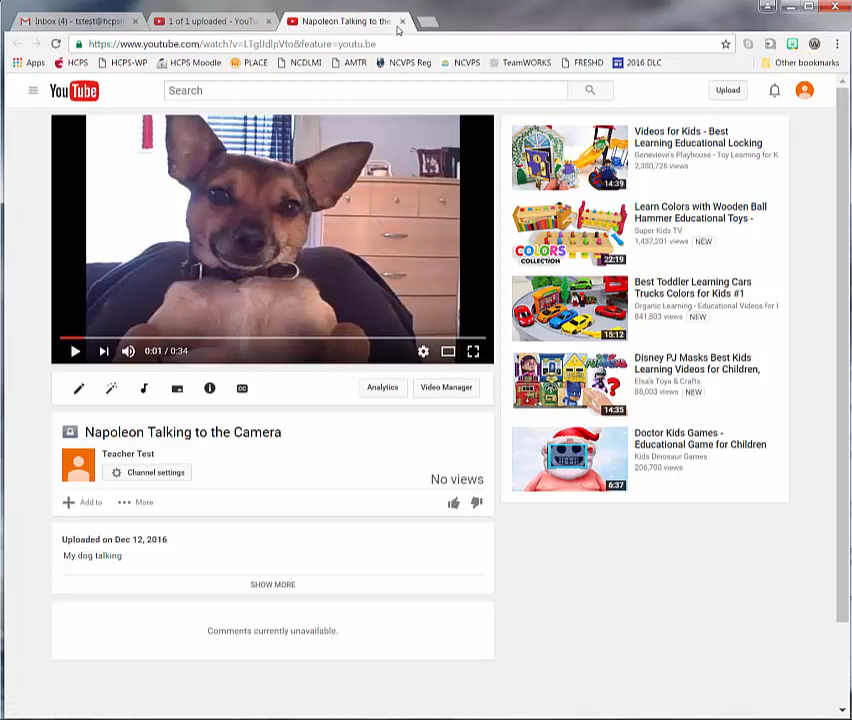 Inbox (4) - tstest@hcpsn
1 of 1 uploaded - YouTu
Napoleon Talking to the
https://www.youtube.com/watch?v=LTglJdlpVto&feature=youtu.be
Apps HCPS HCPS-WP HCPS Moodle PLACE NCDLMI AMTR NCVPS Reg NCVPS TeamWORKS FRESHD 2016 DLC Other bookmarks
YouTube
Search
Upload
0:01 / 0:34
CC
Analytics
Video Manager
Napoleon Talking to the Camera
Teacher Test
Channel settings
No views
Add to
More
Uploaded on Dec 12, 2016
My dog talking
SHOW MORE
Comments currently unavailable.
Videos for Kids - Best
Learning Educational Locking
Genevieve's Playhouse - Toy Learning for K
2,380,726 views
14:39
Learn Colors with Wooden Ball
Hammer Educational Toys -
Super Kids TV
1,437,201 views NEW
COLORS
COLLECTION
22:19
Best Toddler Learning Cars
Trucks Colors for Kids #1
Organic Learning - Educational Videos for I
841,803 views NEW
15:12
Disney PJ Masks Best Kids
Learning Videos for Children,
Elsa's Toys & Crafts
88,003 views NEW
14:35
Doctor Kids Games -
Educational Game for Children
Kids Dinosaur Games
206,700 views
6:37